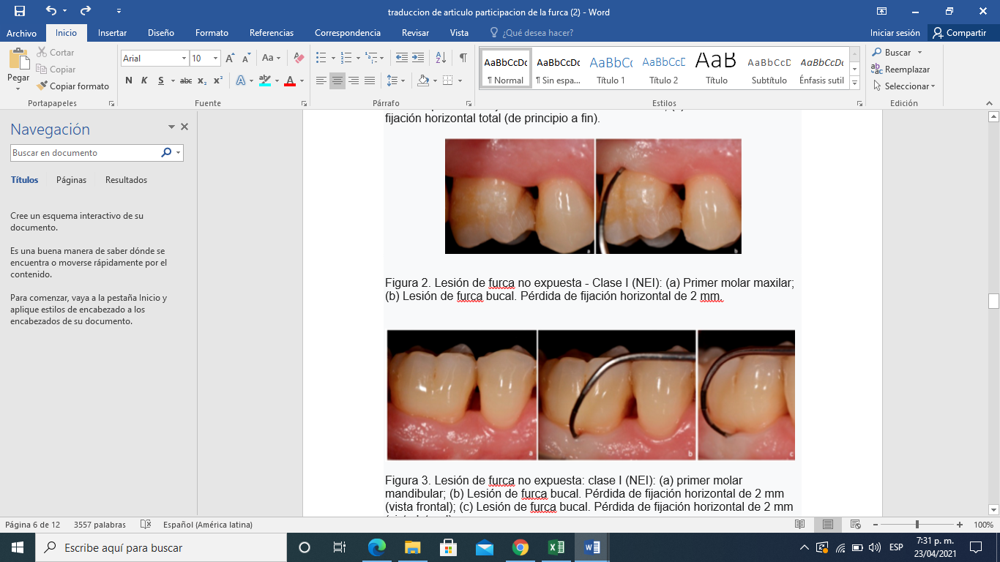 traduccion de articulo participacion de la furca (2) - Word
Archivo Inicio Insertar Diseño Formato Referencias Correspondencia Revisar Vista ¿Qué desea hacer? Iniciar sesión Compartir
Pegar
Cortar
Copiar
Copiar formato
Portapapeles
Arial 10
Aa
N K S abc x₂ x² A ab A
Fuente
Párrafo
AaBbCcDc AaBbCcDc AaBbCc AaBbCcC AaB AaBbCcD AaBbCcDc
¶ Normal ¶ Sin espa... Título 1 Título 2 Título Subtítulo Énfasis sutil
Estilos
Buscar
Reemplazar
Seleccionar
Edición
Navegación
Buscar en documento
Títulos Páginas Resultados
Cree un esquema interactivo de su
documento.
Es una buena manera de saber dónde se
encuentra o moverse rápidamente por el
contenido.
Para comenzar, vaya a la pestaña Inicio y
aplique estilos de encabezado a los
encabezados de su documento.
fijación horizontal total (de principio a fin).
a b
Figura 2. Lesión de furca no expuesta - Clase I (NEI): (a) Primer molar maxilar;
(b) Lesión de furca bucal. Pérdida de fijación horizontal de 2 mm.
a b c
Figura 3. Lesión de furca no expuesta: clase I (NEI): (a) primer molar
mandibular; (b) Lesión de furca bucal. Pérdida de fijación horizontal de 2 mm
(vista frontal); (c) Lesión de furca bucal. Pérdida de fijación horizontal de 2 mm
Página 6 de 12 3557 palabras Español (América latina) 100%
Escribe aquí para buscar
ESP
7:31 p. m.
23/04/2021